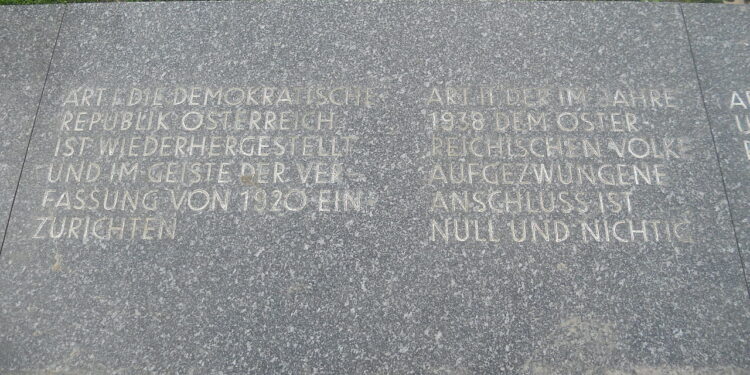 ART I: DIE DEMOKRATISCHE
REPUBLIK ÖSTERREICH
IST WIEDERHERGESTELLT
UND IM GEISTE DER VER-
FASSUNG VON 1920 EIN-
ZURICHTEN
ART. II: DER IM JAHRE
1938 DEM ÖSTER-
REICHISCHEN VOLKE
AUFGEZWUNGENE
ANSCHLUSS IST
NULL UND NICHTIG